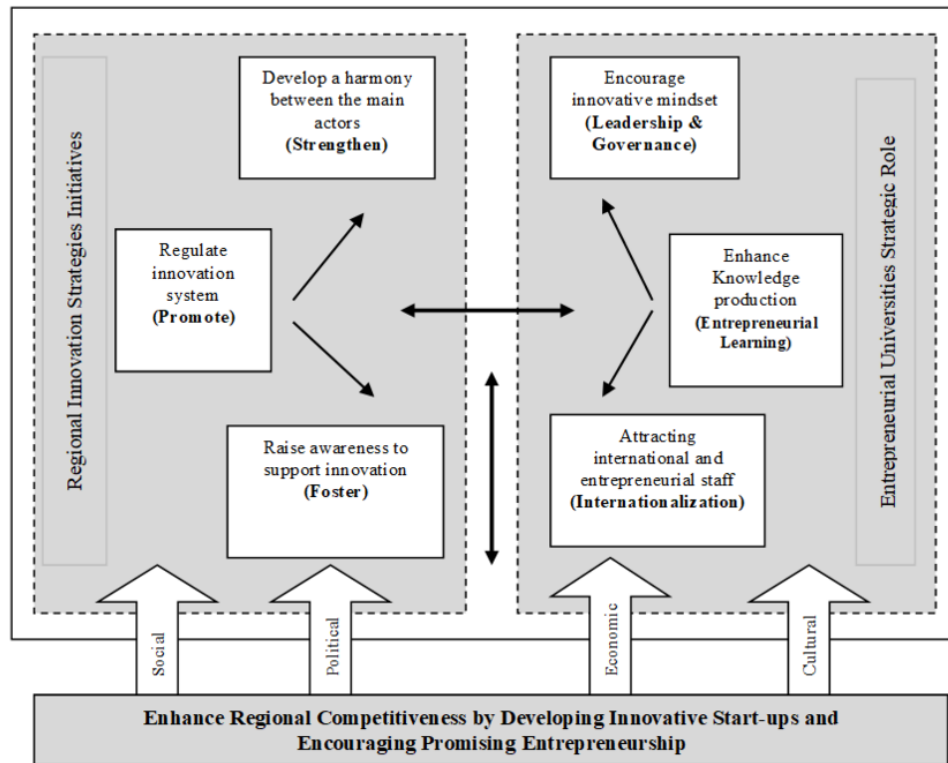 Regional Innovation Strategies Initiatives
Develop a harmony
between the main
actors
(Strengthen)
Regulate
innovation
system
(Promote)
Raise awareness to
support innovation
(Foster)
Encourage
innovative mindset
(Leadership &
Governance)
Enhance
Knowledge
production
(Entrepreneurial
Learning)
Attracting
international and
entrepreneurial staff
(Internationalization)
Entrepreneurial Universities Strategic Role
Social
Political
Economic
Cultural
Enhance Regional Competitiveness by Developing Innovative Start-ups and
Encouraging Promising Entrepreneurship